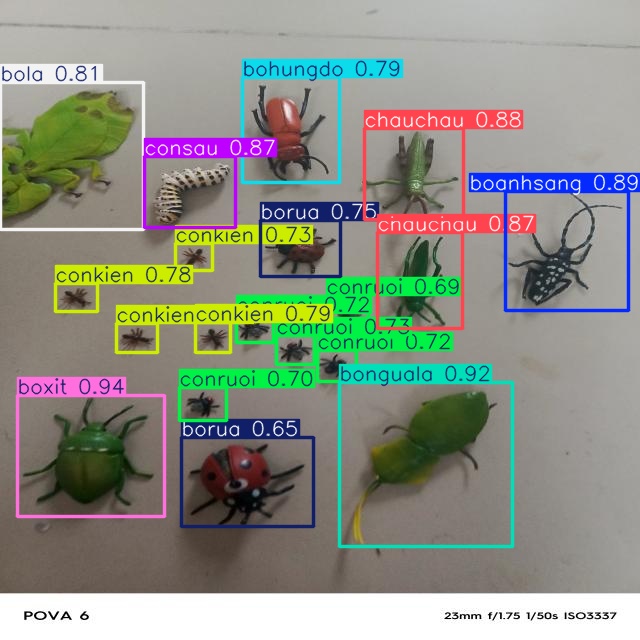 bola 0.81
bohungdo 0.79
chauchau 0.88
consau 0.87
boanhsang 0.89
borua 0.75
chauchau 0.87
conkien 0.73
conkien 0.78
conruoi 0.69
conruoi 0.72
conkien
conkien 0.79
conruoi 0.73
conruoi 0.72
bonguala 0.92
boxit 0.94
conruoi 0.70
borua 0.65
POVA 6
23mm f/1.75 1/50s ISO3337